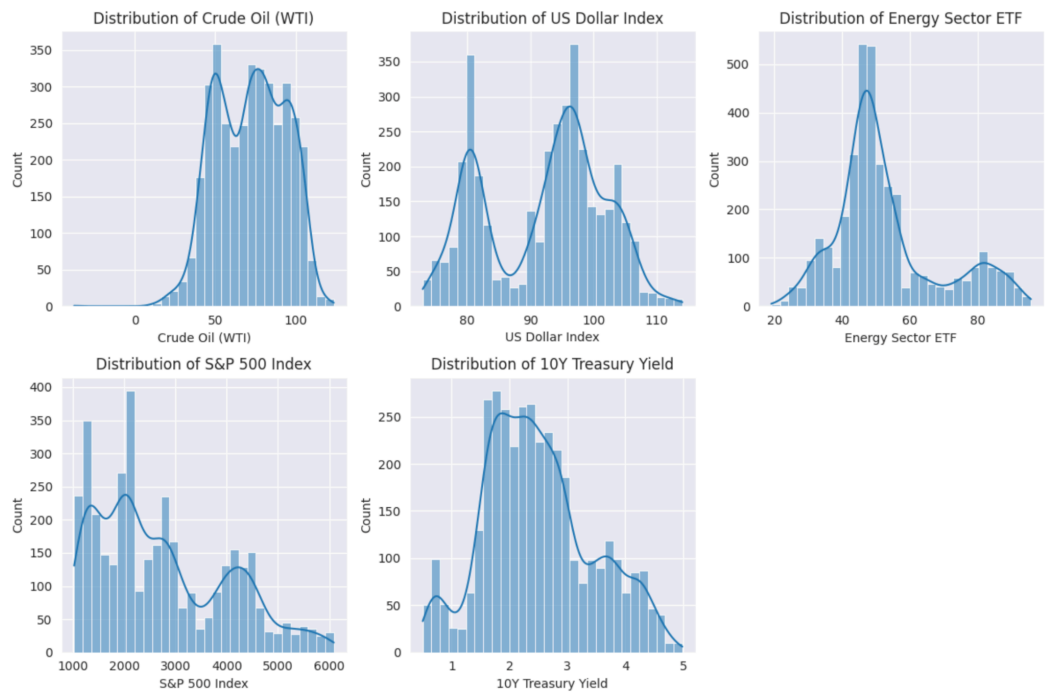 Distribution of Crude Oil (WTI)
350
300
250
200
150
100
50
0
Count
0 50 100
Crude Oil (WTI)
Distribution of US Dollar Index
350
300
250
200
150
100
50
0
Count
80 90 100 110
US Dollar Index
Distribution of Energy Sector ETF
500
400
300
200
100
0
Count
20 40 60 80
Energy Sector ETF
Distribution of S&P 500 Index
400
350
300
250
200
150
100
50
0
Count
1000 2000 3000 4000 5000 6000
S&P 500 Index
Distribution of 10Y Treasury Yield
250
200
150
100
50
0
Count
1 2 3 4 5
10Y Treasury Yield